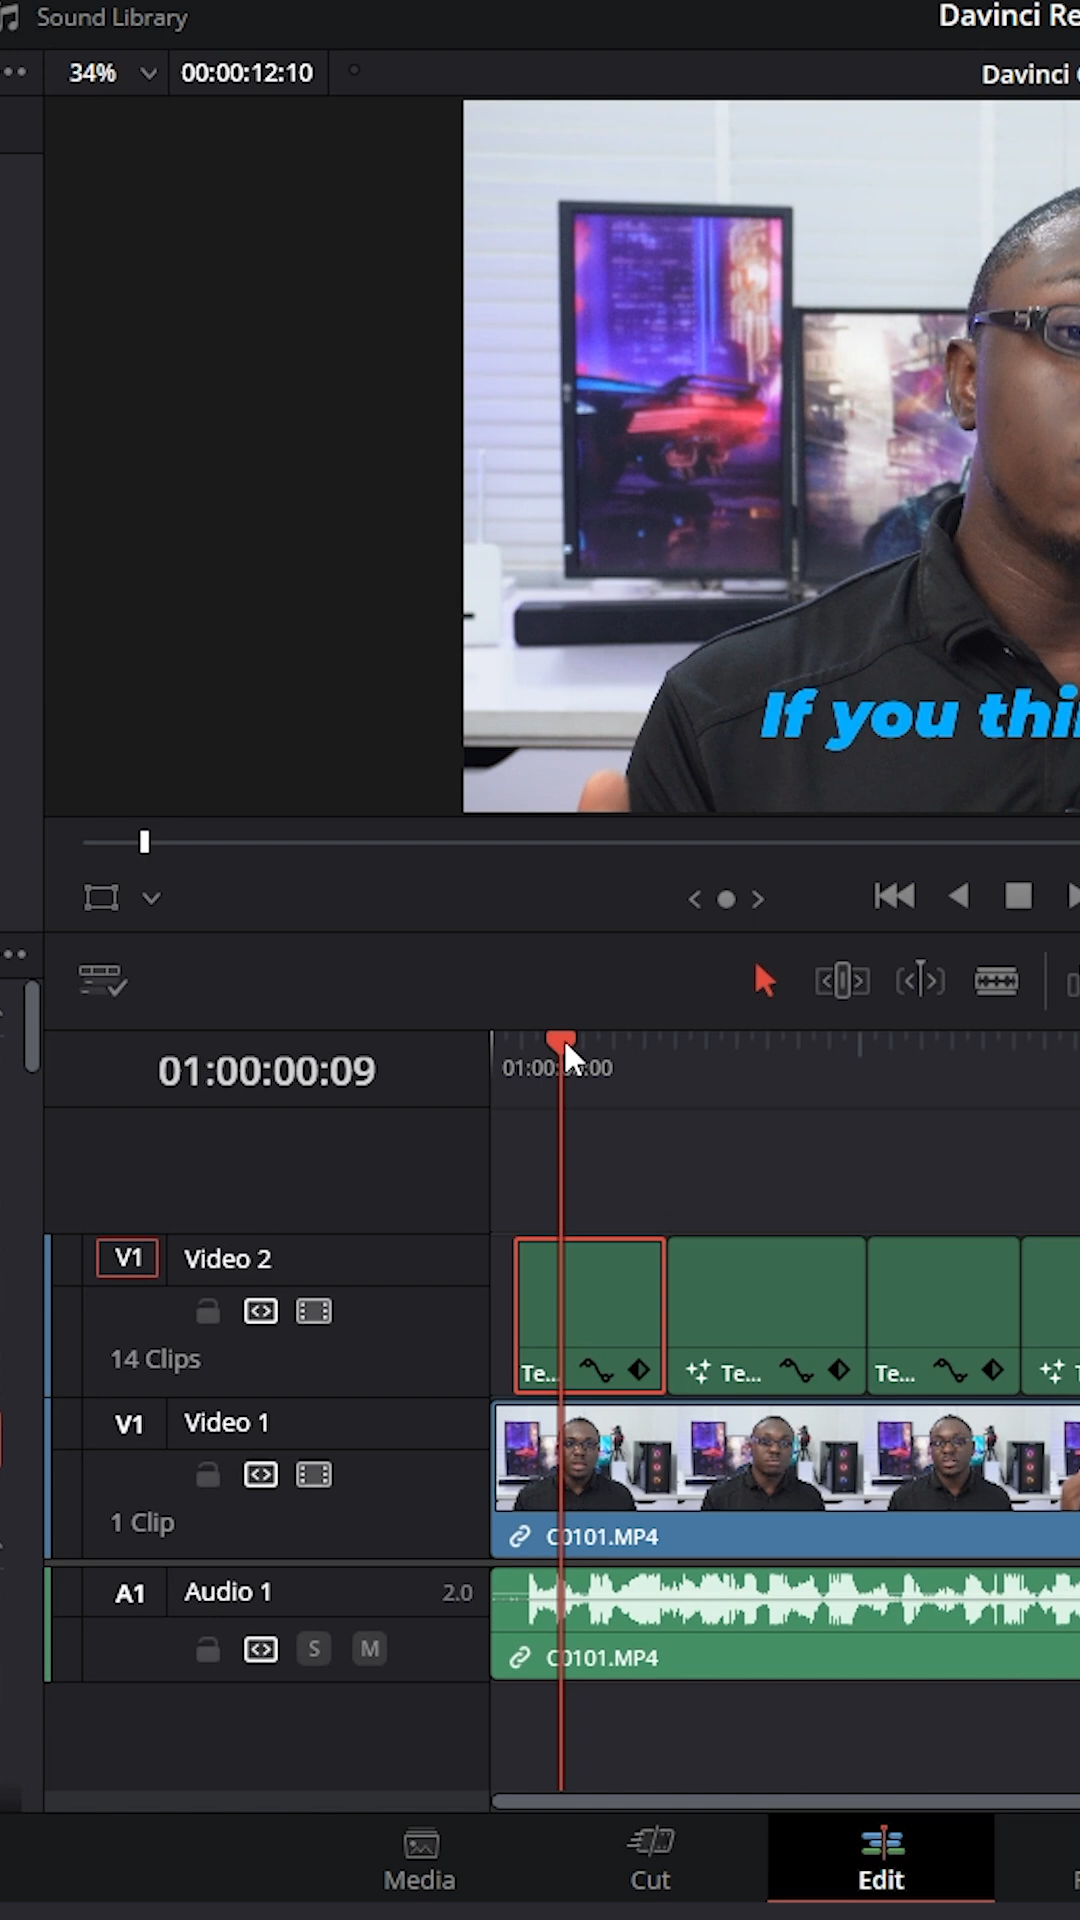 Sound Library
Davinci Re
34%
00:00:12:10
Davinci
If you thi
01:00:00:09
V1
Video 2
14 Clips
Te...
Te...
Te...
V1
Video 1
1 Clip
C0101.MP4
A1
Audio 1
2.0
S
M
C0101.MP4
Media
Cut
Edit